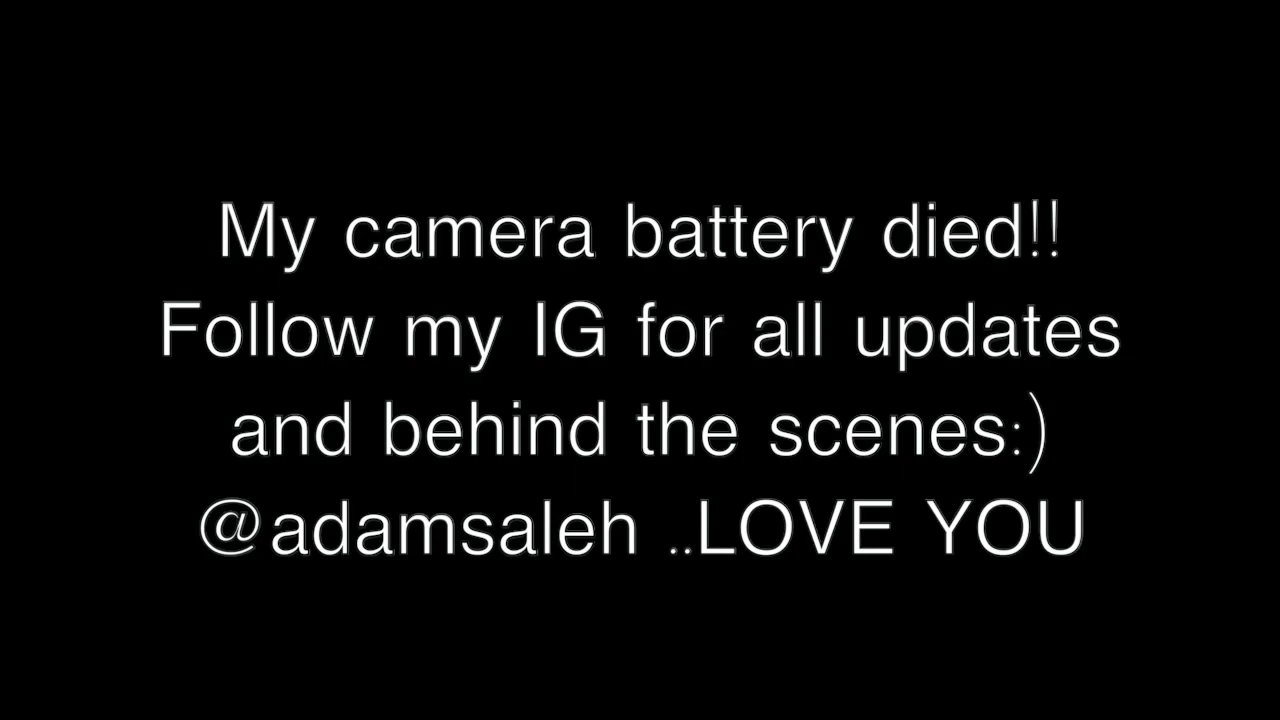 My camera battery died!!
Follow my IG for all updates
and behind the scenes:)
@adamsaleh ..LOVE YOU